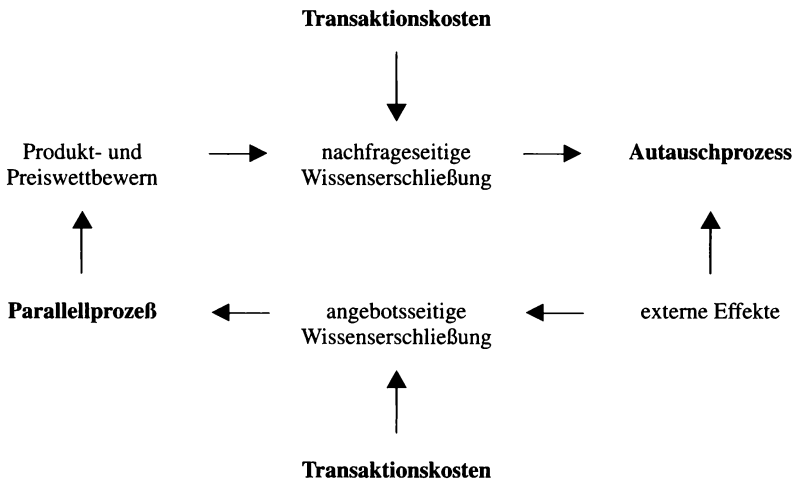 Transaktionskosten
Produkt- und
Preiswettbewern
nachfrageseitige
Wissenserschließung
Autauschprozess
Parallellprozeß
angebotsseitige
Wissenserschließung
externe Effekte
Transaktionskosten